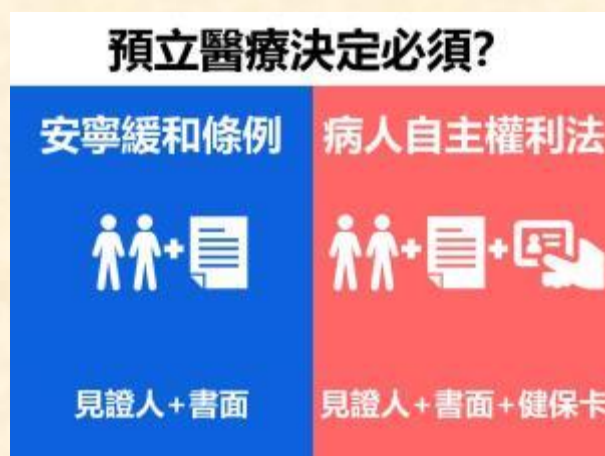 預立醫療決定必須?
安寧緩和條例
病人自主權利法
見證人+書面
見證人+書面+健保卡